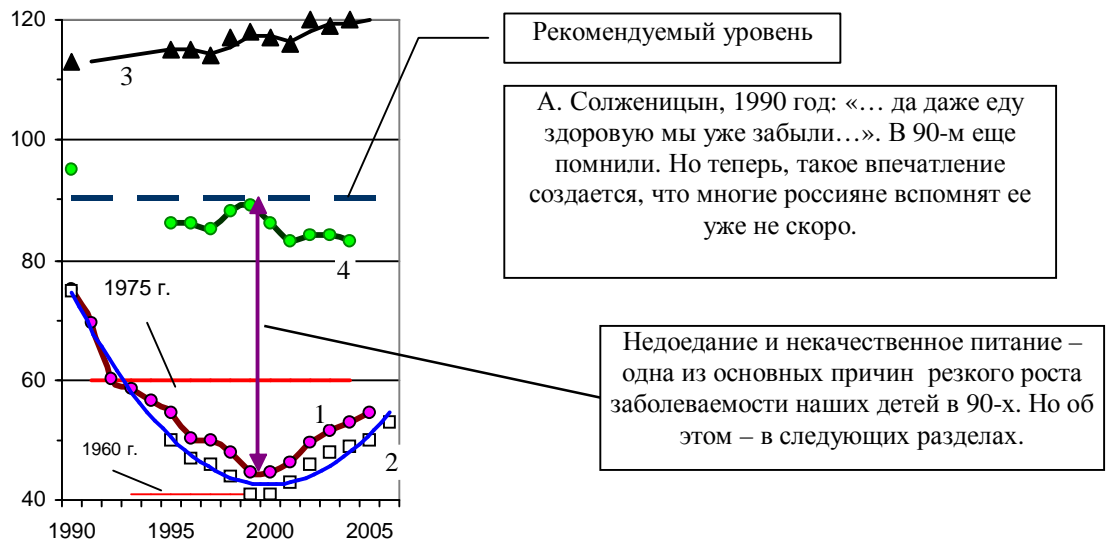 120
100
80
60
40
1990
1995
2000
2005
3
4
1975 г.
1
2
1960 г.
Рекомендуемый уровень
А. Солженицын, 1990 год: «… да даже еду
здоровую мы уже забыли…». В 90-м еще
помнили. Но теперь, такое впечатление
создается, что многие россияне вспомнят ее
уже не скоро.
Недоедание и некачественное питание –
одна из основных причин резкого роста
заболеваемости наших детей в 90-х. Но об
этом – в следующих разделах.